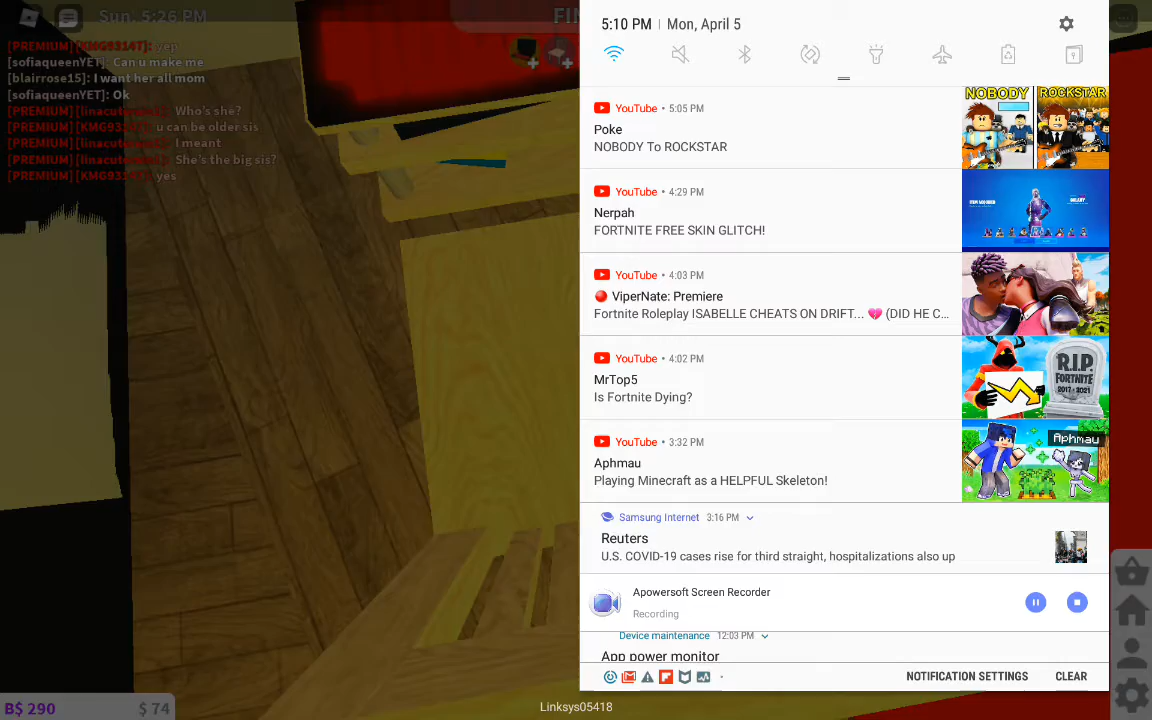 Sun. 5:26 PM
FI
[PREMIUM] [KMG9314T]: yep
[sofiaqueenYET]: Can u make me
[blairrose15]: I want her all mom
[sofiaqueenYET]: Ok
Who's she?
[PREMIUM] [KMG9314T]: u can be older sis
I meant
She's the big sis?
yes
B$ 290
$ 74
5:10 PM | Mon, April 5
YouTube • 5:05 PM
Poke
NOBODY To ROCKSTAR
NOBODY
ROCKSTAR
YouTube • 4:29 PM
Nerpah
FORTNITE FREE SKIN GLITCH!
YouTube • 4:03 PM
🔴 ViperNate: Premiere
Fortnite Roleplay ISABELLE CHEATS ON DRIFT... 💔 (DID HE C...
YouTube • 4:02 PM
MrTop5
Is Fortnite Dying?
R.I.P.
FORTNITE
2017-2021
YouTube • 3:32 PM
Aphmau
Playing Minecraft as a HELPFUL Skeleton!
Aphmau
Samsung Internet 3:16 PM
Reuters
U.S. COVID-19 cases rise for third straight, hospitalizations also up
Apowersoft Screen Recorder
Recording
Device maintenance 12:03 PM
App power monitor
NOTIFICATION SETTINGS
CLEAR
Linksys05418